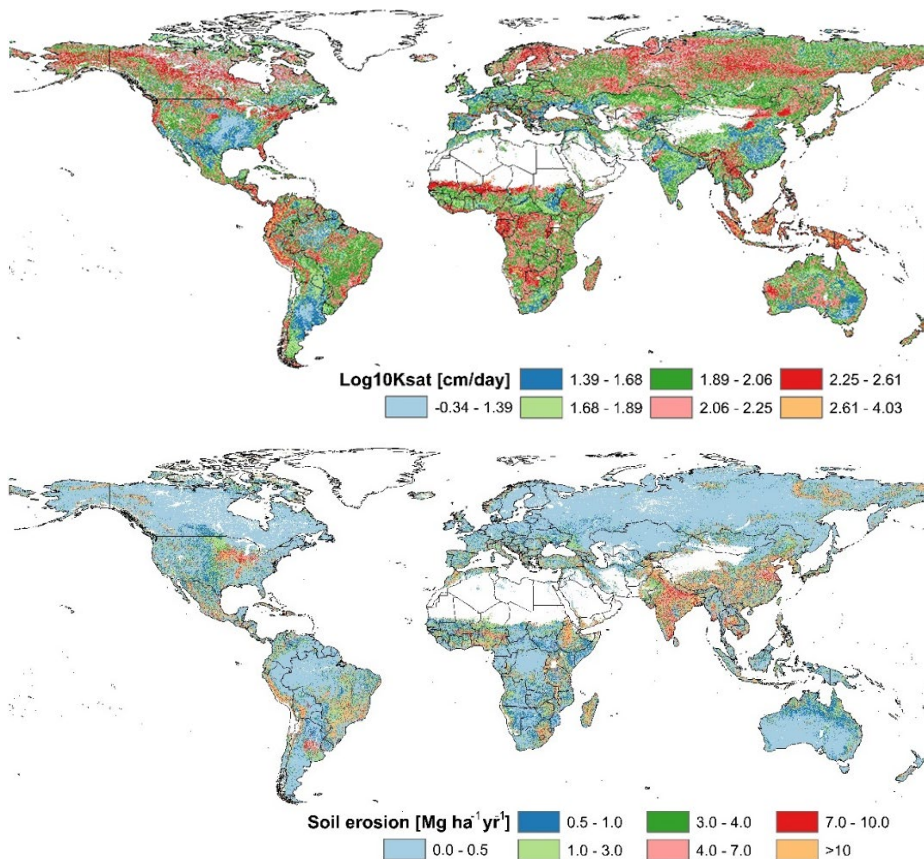 Log10Ksat [cm/day] 1.39 - 1.68 1.89 - 2.06 2.25 - 2.61
-0.34 - 1.39 1.68 - 1.89 2.06 - 2.25 2.61 - 4.03
Soil erosion [Mg ha⁻¹yr⁻¹] 0.5 - 1.0 3.0 - 4.0 7.0 - 10.0
0.0 - 0.5 1.0 - 3.0 4.0 - 7.0 >10